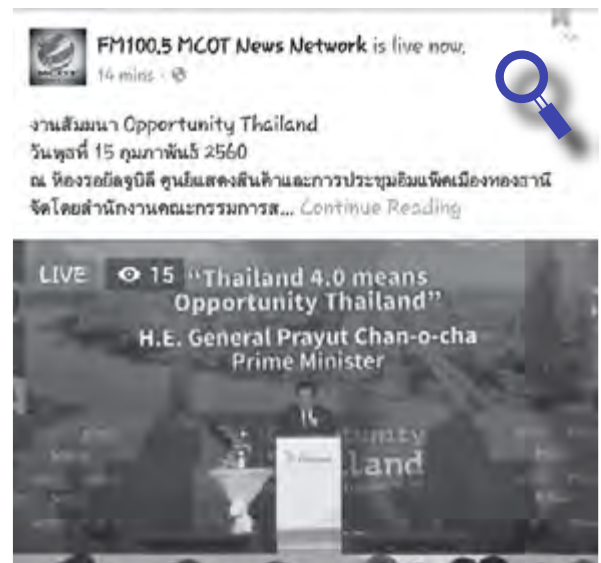 FM100.5 MCOT News Network is live now.
14 mins
งานสัมมนา Opportunity Thailand
วันพุธที่ 15 กุมภาพันธ์ 2560
ณ ห้องรอยัลจูบิลี ศูนย์แสดงสินค้าและการประชุมอิมแพ็คเมืองทองธานี
จัดโดยสำนักงานคณะกรรมการส... Continue Reading
LIVE 15
"Thailand 4.0 means
Opportunity Thailand"
H.E. General Prayut Chan-o-cha
Prime Minister